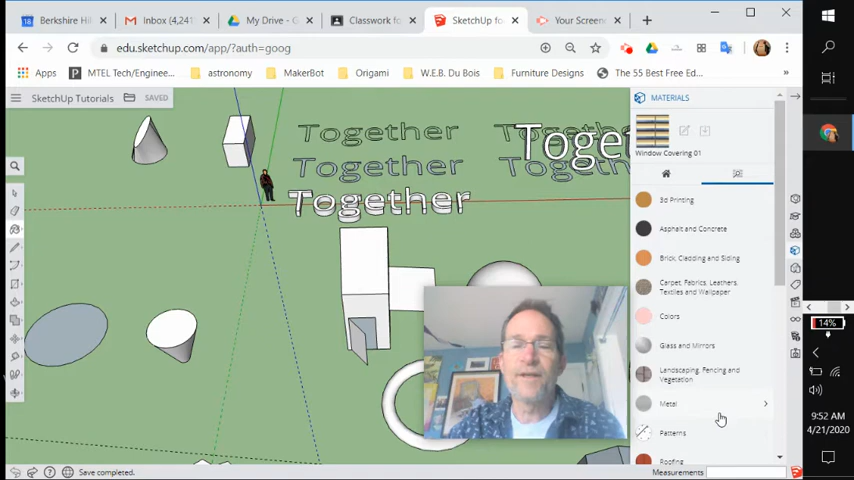 Berkshire Hil
Inbox (4,241
My Drive - G
Classwork fo
SketchUp fo
Your Screen
edu.sketchup.com/app/?auth=goog
Apps
MTEL Tech/Enginee...
astronomy
MakerBot
Origami
W.E.B. Du Bois
Furniture Designs
The 55 Best Free Ed...
SketchUp Tutorials
SAVED
MATERIALS
Window Covering 01
3d Printing
Asphalt and Concrete
Brick, Cladding and Siding
Carpet, Fabrics, Leathers,
Textiles and Wallpaper
Colors
Glass and Mirrors
Landscaping, Fencing and
Vegetation
Metal
Patterns
Roofing
Together
Together
Together
Toge
Save completed.
Measurements
14%
9:52 AM
4/21/2020